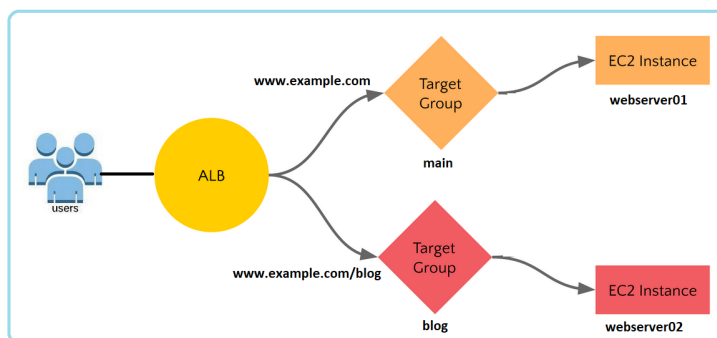 users
ALB
www.example.com
Target
Group
main
EC2 Instance
webserver01
www.example.com/blog
Target
Group
blog
EC2 Instance
webserver02